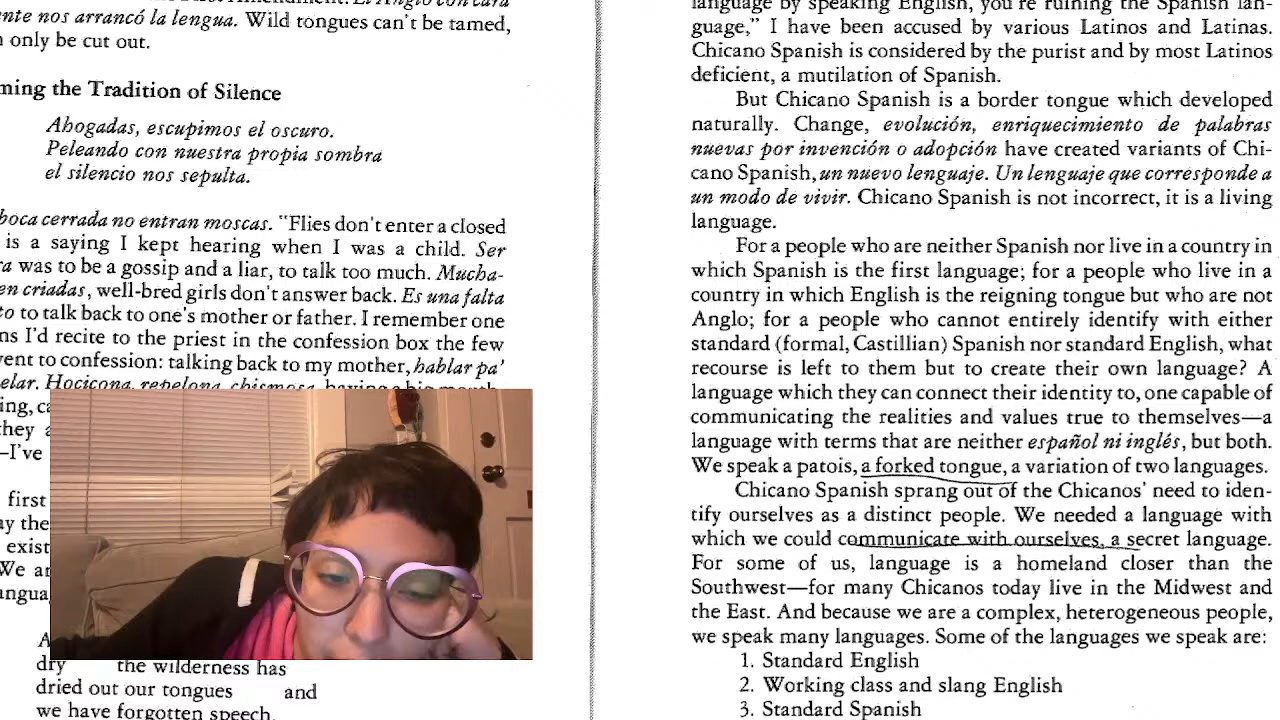 nte nos arrancó la lengua. Wild tongues can't be tamed,
only be cut out.
ming the Tradition of Silence
Ahogadas, escupimos el oscuro.
Peleando con nuestra propia sombra
el silencio nos sepulta.
boca cerrada no entran moscas. "Flies don't enter a closed
is a saying I kept hearing when I was a child. Ser
ra was to be a gossip and a liar, to talk too much. Mucha-
en criadas, well-bred girls don't answer back. Es una falta
to to talk back to one's mother or father. I remember one
ns I'd recite to the priest in the confession box the few
went to confession: talking back to my mother, hablar pa'
elar. Hocicona, repelona, chismosa, having a big mouth,
ing, ca
they a
—I've
first
ay the
exist
We ar
angua
A
dry the wilderness has
dried out our tongues and
we have forgotten speech.
language by speaking English, you're ruining the Spanish lan-
guage," I have been accused by various Latinos and Latinas.
Chicano Spanish is considered by the purist and by most Latinos
deficient, a mutilation of Spanish.
But Chicano Spanish is a border tongue which developed
naturally. Change, evolución, enriquecimiento de palabras
nuevas por invención o adopción have created variants of Chi-
cano Spanish, un nuevo lenguaje. Un lenguaje que corresponde a
un modo de vivir. Chicano Spanish is not incorrect, it is a living
language.
For a people who are neither Spanish nor live in a country in
which Spanish is the first language; for a people who live in a
country in which English is the reigning tongue but who are not
Anglo; for a people who cannot entirely identify with either
standard (formal, Castillian) Spanish nor standard English, what
recourse is left to them but to create their own language? A
language which they can connect their identity to, one capable of
communicating the realities and values true to themselves—a
language with terms that are neither español ni inglés, but both.
We speak a patois, a forked tongue, a variation of two languages.
Chicano Spanish sprang out of the Chicanos' need to iden-
tify ourselves as a distinct people. We needed a language with
which we could communicate with ourselves, a secret language.
For some of us, language is a homeland closer than the
Southwest—for many Chicanos today live in the Midwest and
the East. And because we are a complex, heterogeneous people,
we speak many languages. Some of the languages we speak are:
1. Standard English
2. Working class and slang English
3. Standard Spanish